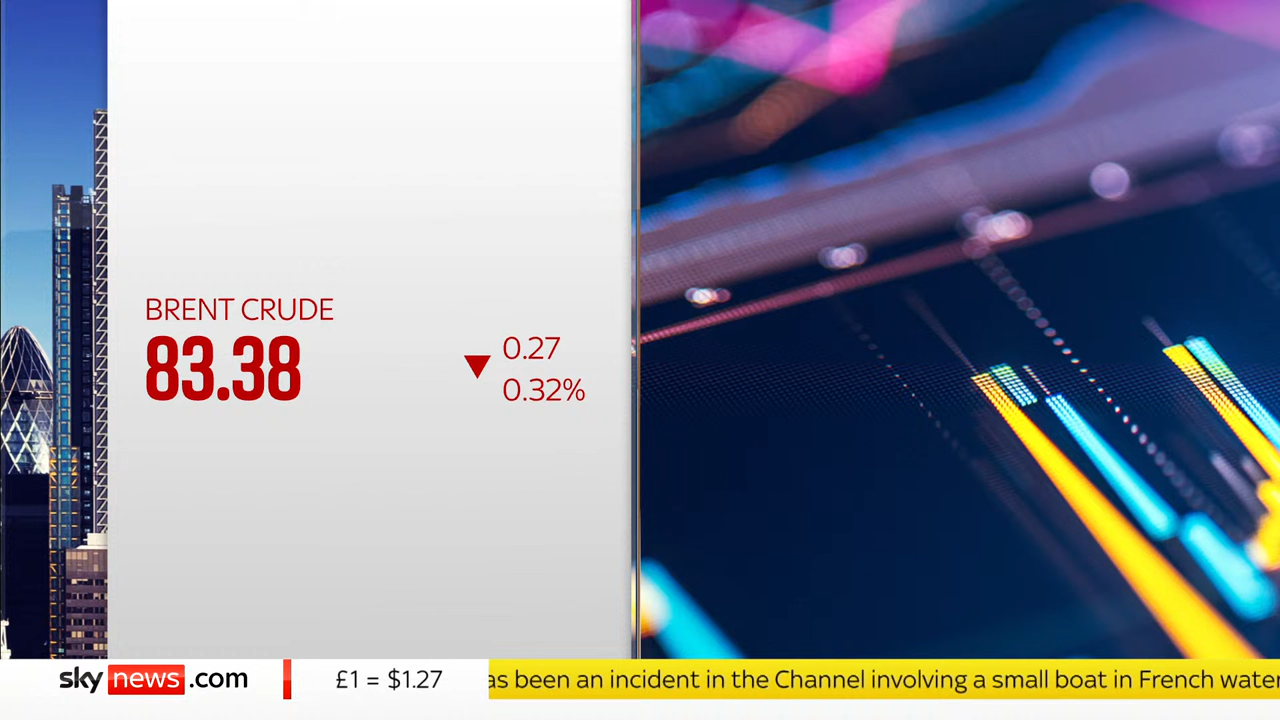 BRENT CRUDE
83.38
0.27
0.32%
sky news .com
£1 = $1.27
as been an incident in the Channel involving a small boat in French water